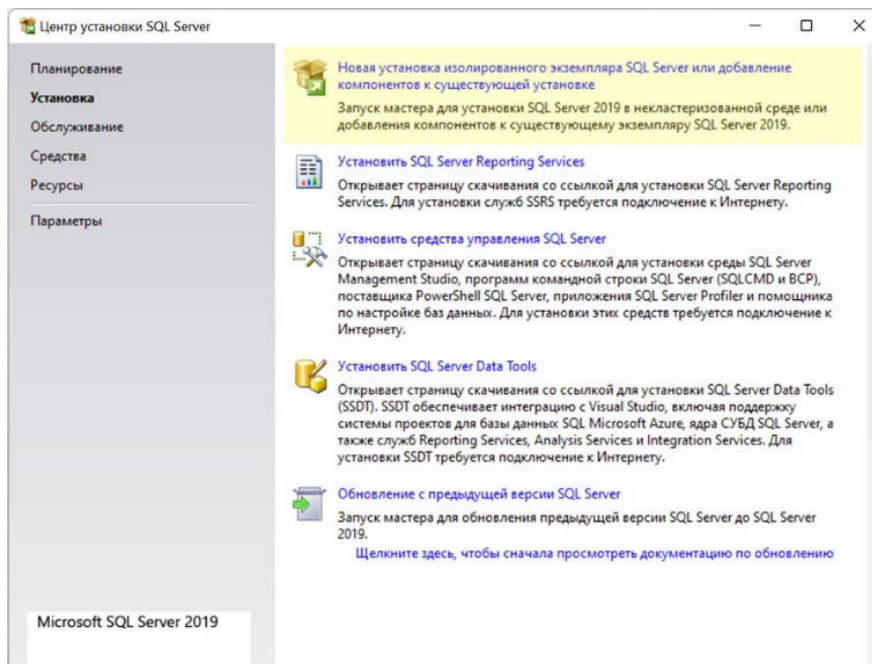 Центр установки SQL Server
Планирование
Установка
Обслуживание
Средства
Ресурсы
Параметры
Microsoft SQL Server 2019
Новая установка изолированного экземпляра SQL Server или добавление
компонентов к существующей установке
Запуск мастера для установки SQL Server 2019 в некластеризованной среде или
добавления компонентов к существующему экземпляру SQL Server 2019.
Установить SQL Server Reporting Services
Открывает страницу скачивания со ссылкой для установки SQL Server Reporting
Services. Для установки служб SSRS требуется подключение к Интернету.
Установить средства управления SQL Server
Открывает страницу скачивания со ссылкой для установки среды SQL Server
Management Studio, программ командной строки SQL Server (SQLCMD и BCP),
поставщика PowerShell SQL Server, приложения SQL Server Profiler и помощника
по настройке баз данных. Для установки этих средств требуется подключение к
Интернету.
Установить SQL Server Data Tools
Открывает страницу скачивания со ссылкой для установки SQL Server Data Tools
(SSDT). SSDT обеспечивает интеграцию с Visual Studio, включая поддержку
системы проектов для базы данных SQL Microsoft Azure, ядра СУБД SQL Server, а
также служб Reporting Services, Analysis Services и Integration Services. Для
установки SSDT требуется подключение к Интернету.
Обновление с предыдущей версии SQL Server
Запуск мастера для обновления предыдущей версии SQL Server до SQL Server
2019.
Щелкните здесь, чтобы сначала просмотреть документацию по обновлению